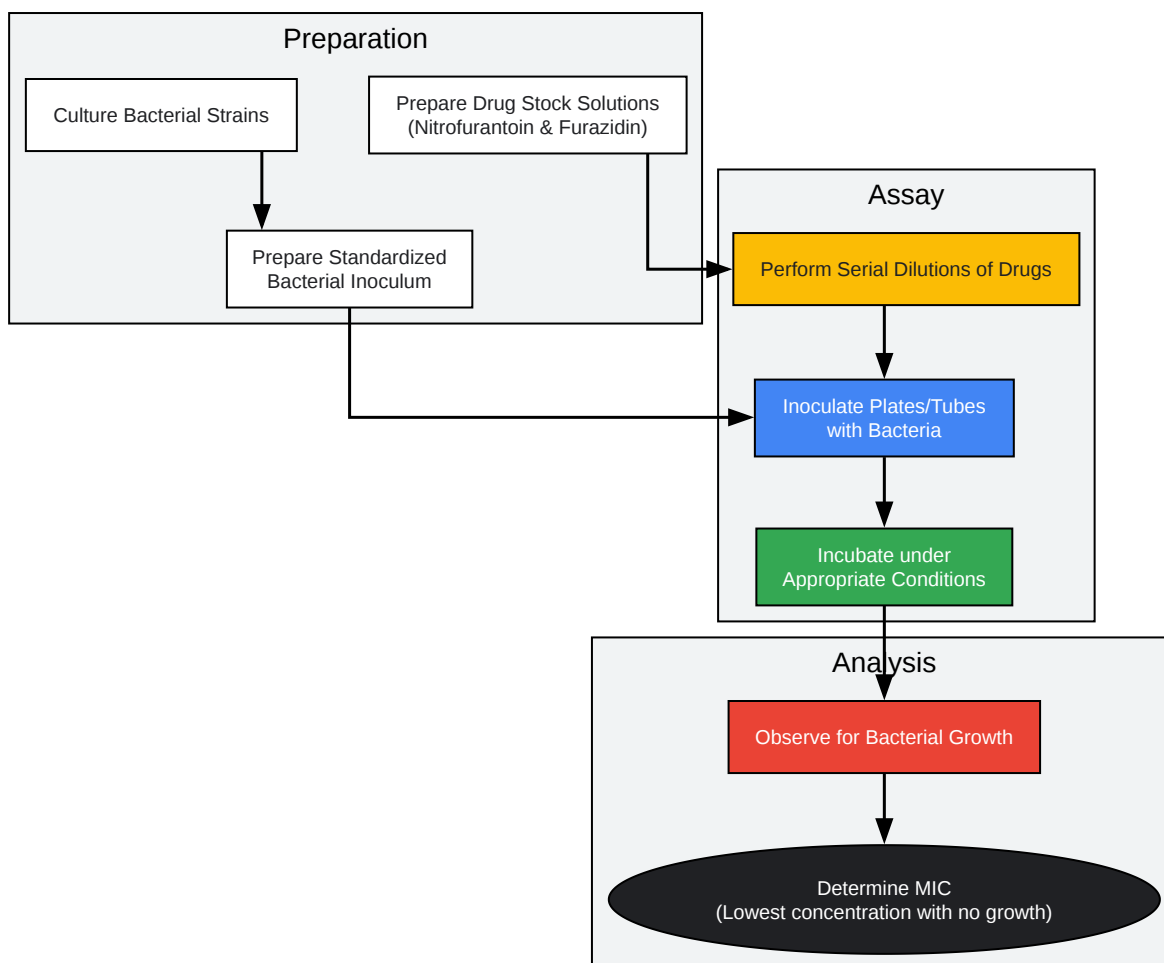 Preparation
Culture Bacterial Strains
Prepare Drug Stock Solutions
(Nitrofurantoin & Furazidin)
Prepare Standardized
Bacterial Inoculum
Assay
Perform Serial Dilutions of Drugs
Inoculate Plates/Tubes
with Bacteria
Incubate under
Appropriate Conditions
Analysis
Observe for Bacterial Growth
Determine MIC
(Lowest concentration with no growth)